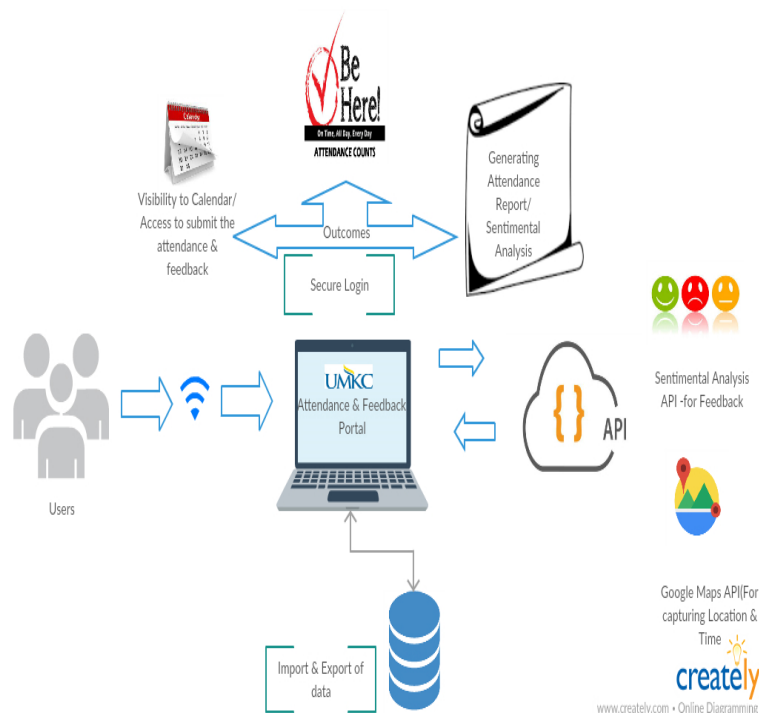 Be
Here!
On Time. All Day. Every Day
ATTENDANCE COUNTS
Calendar
Visibility to Calendar/
Access to submit the
attendance &
feedback
Generating
Attendance
Report/
Sentimental
Analysis
Outcomes
Secure Login
UMKC
Attendance & Feedback
Portal
{ }
API
Sentimental Analysis
API -for Feedback
Users
Google Maps API(For
capturing Location &
Time
Import & Export of
data
creately
www.creately.com • Online Diagramming